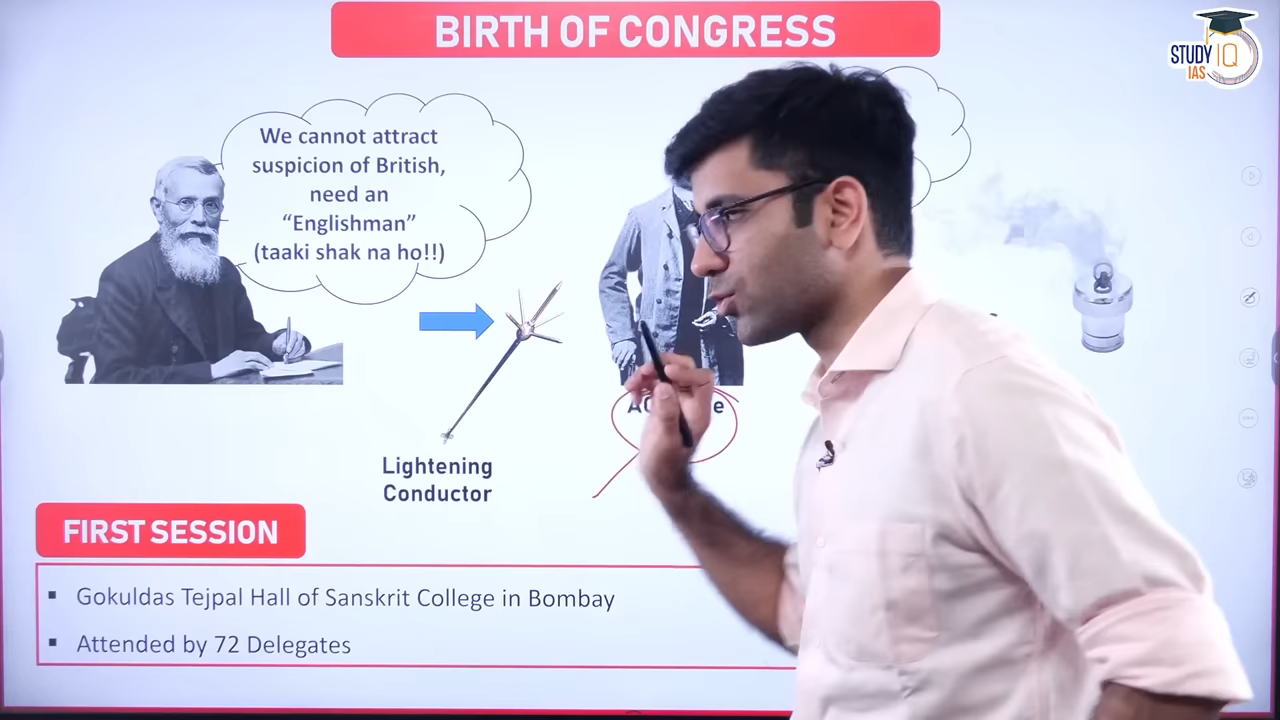 BIRTH OF CONGRESS
STUDY IQ
IAS
We cannot attract
suspicion of British,
need an
“Englishman”
(taaki shak na ho!!)
Lightening
Conductor
FIRST SESSION
▪ Gokuldas Tejpal Hall of Sanskrit College in Bombay
▪ Attended by 72 Delegates